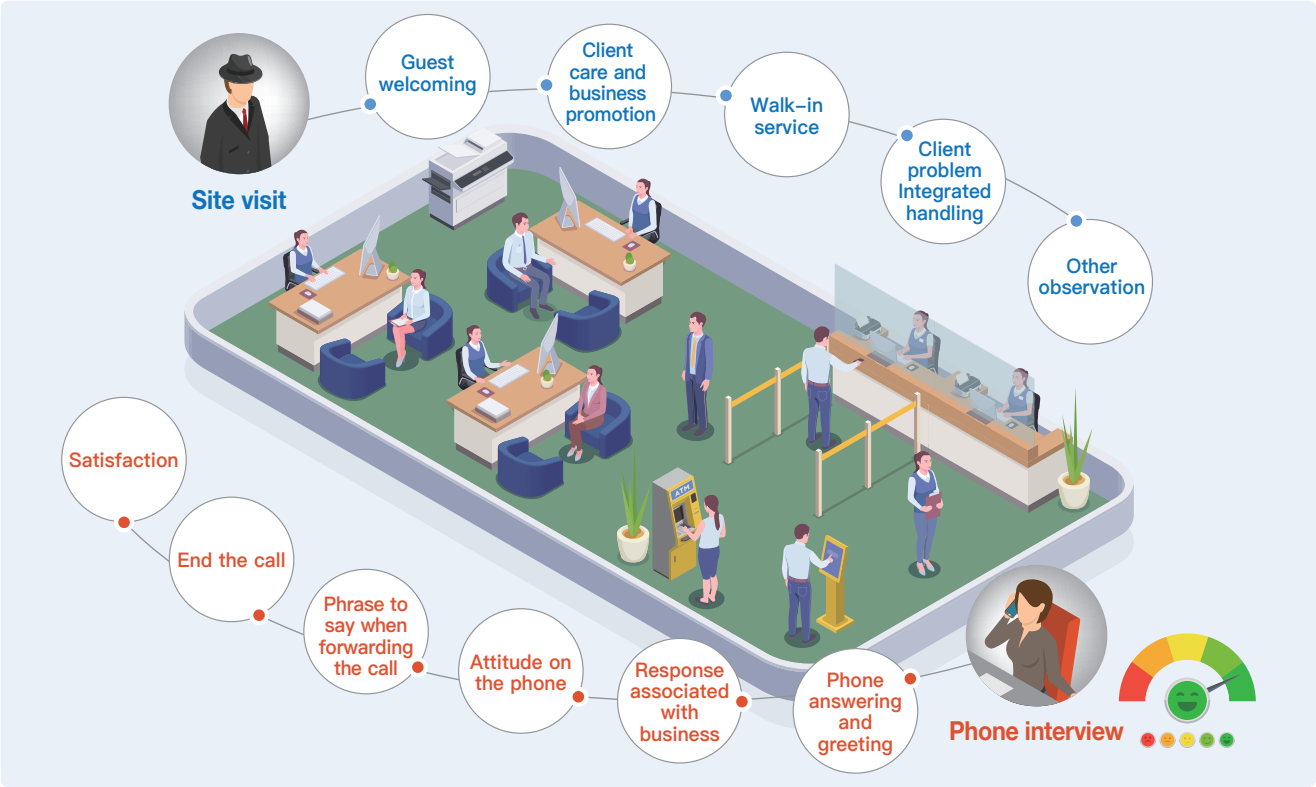 Site visit
Guest
welcoming
Client
care and
business
promotion
Walk-in
service
Client
problem
Integrated
handling
Other
observation
ATM
Phone interview
Phone
answering
and
greeting
Response
associated
with
business
Attitude on
the phone
Phrase to
say when
forwarding
the call
End the call
Satisfaction